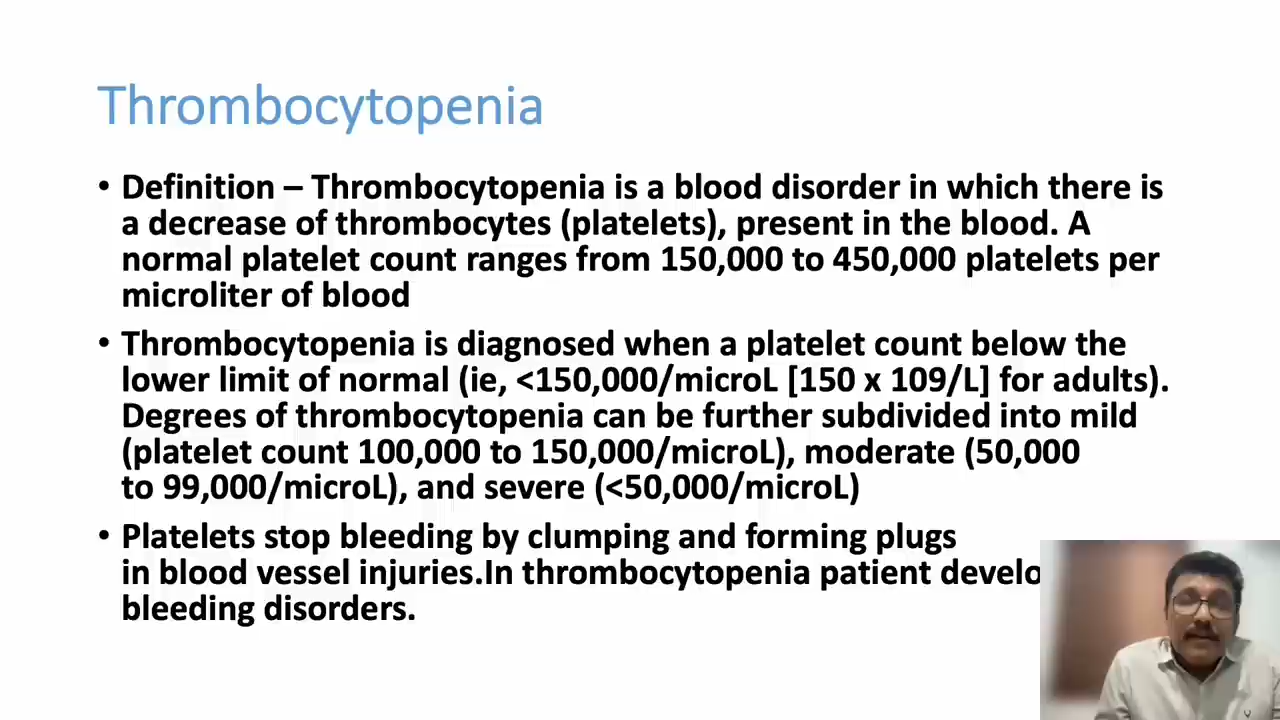 Thrombocytopenia
• Definition – Thrombocytopenia is a blood disorder in which there is
a decrease of thrombocytes (platelets), present in the blood. A
normal platelet count ranges from 150,000 to 450,000 platelets per
microliter of blood
• Thrombocytopenia is diagnosed when a platelet count below the
lower limit of normal (ie, <150,000/microL [150 x 109/L] for adults).
Degrees of thrombocytopenia can be further subdivided into mild
(platelet count 100,000 to 150,000/microL), moderate (50,000
to 99,000/microL), and severe (<50,000/microL)
• Platelets stop bleeding by clumping and forming plugs
in blood vessel injuries.In thrombocytopenia patient develo
bleeding disorders.